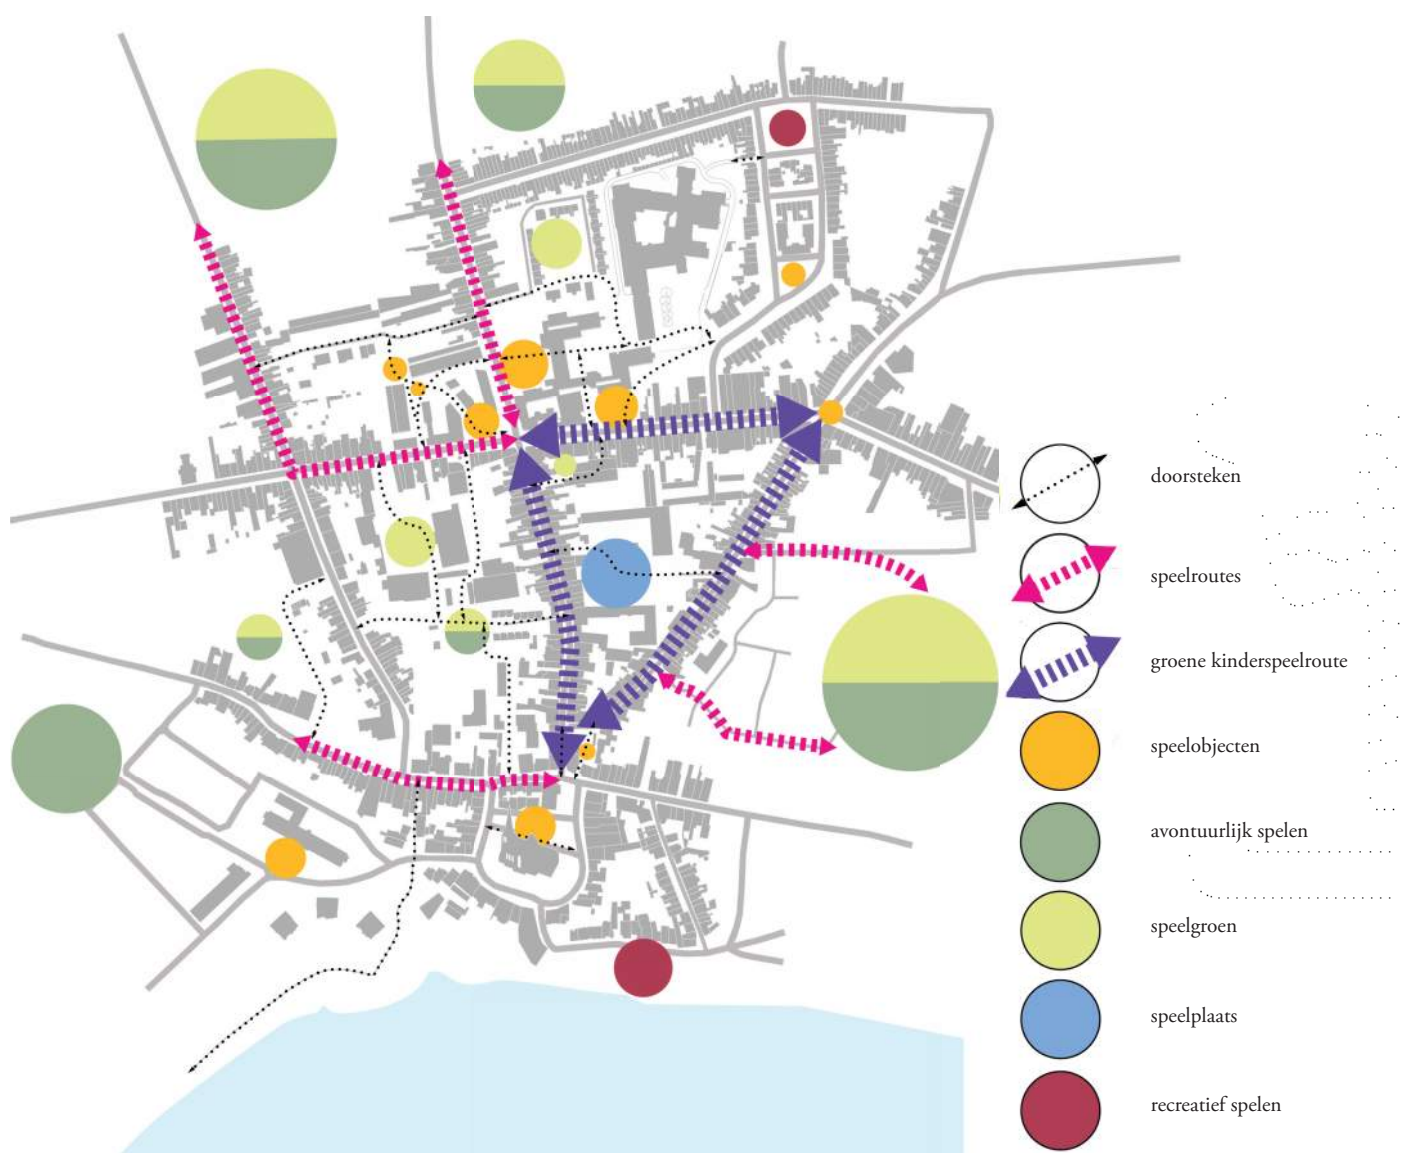 doorsteken
speelroutes
groene kinderspeelroute
speelobjecten
avontuurlijk spelen
speelgroen
speelplaats
recreatief spelen